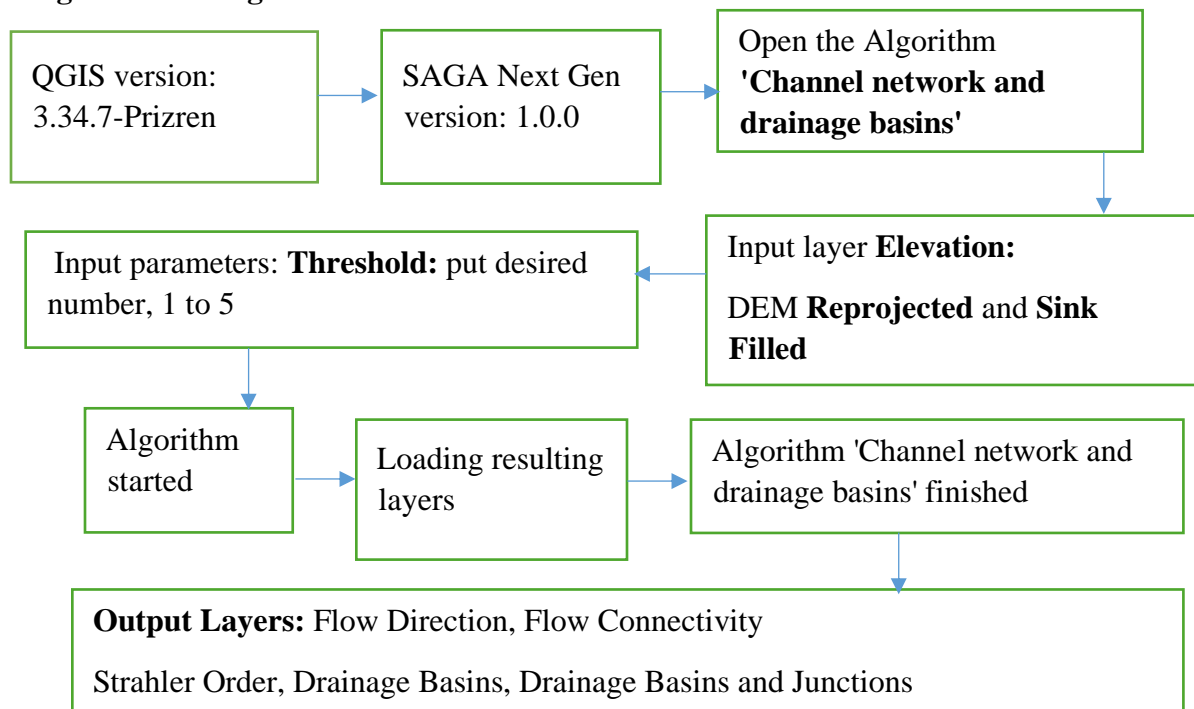 QGIS version:
3.34.7-Prizren
SAGA Next Gen
version: 1.0.0
Open the Algorithm
'Channel network and
drainage basins'
Input layer Elevation:
DEM Reprojected and Sink
Filled
Input parameters: Threshold: put desired
number, 1 to 5
Algorithm
started
Loading resulting
layers
Algorithm 'Channel network and
drainage basins' finished
Output Layers: Flow Direction, Flow Connectivity
Strahler Order, Drainage Basins, Drainage Basins and Junctions